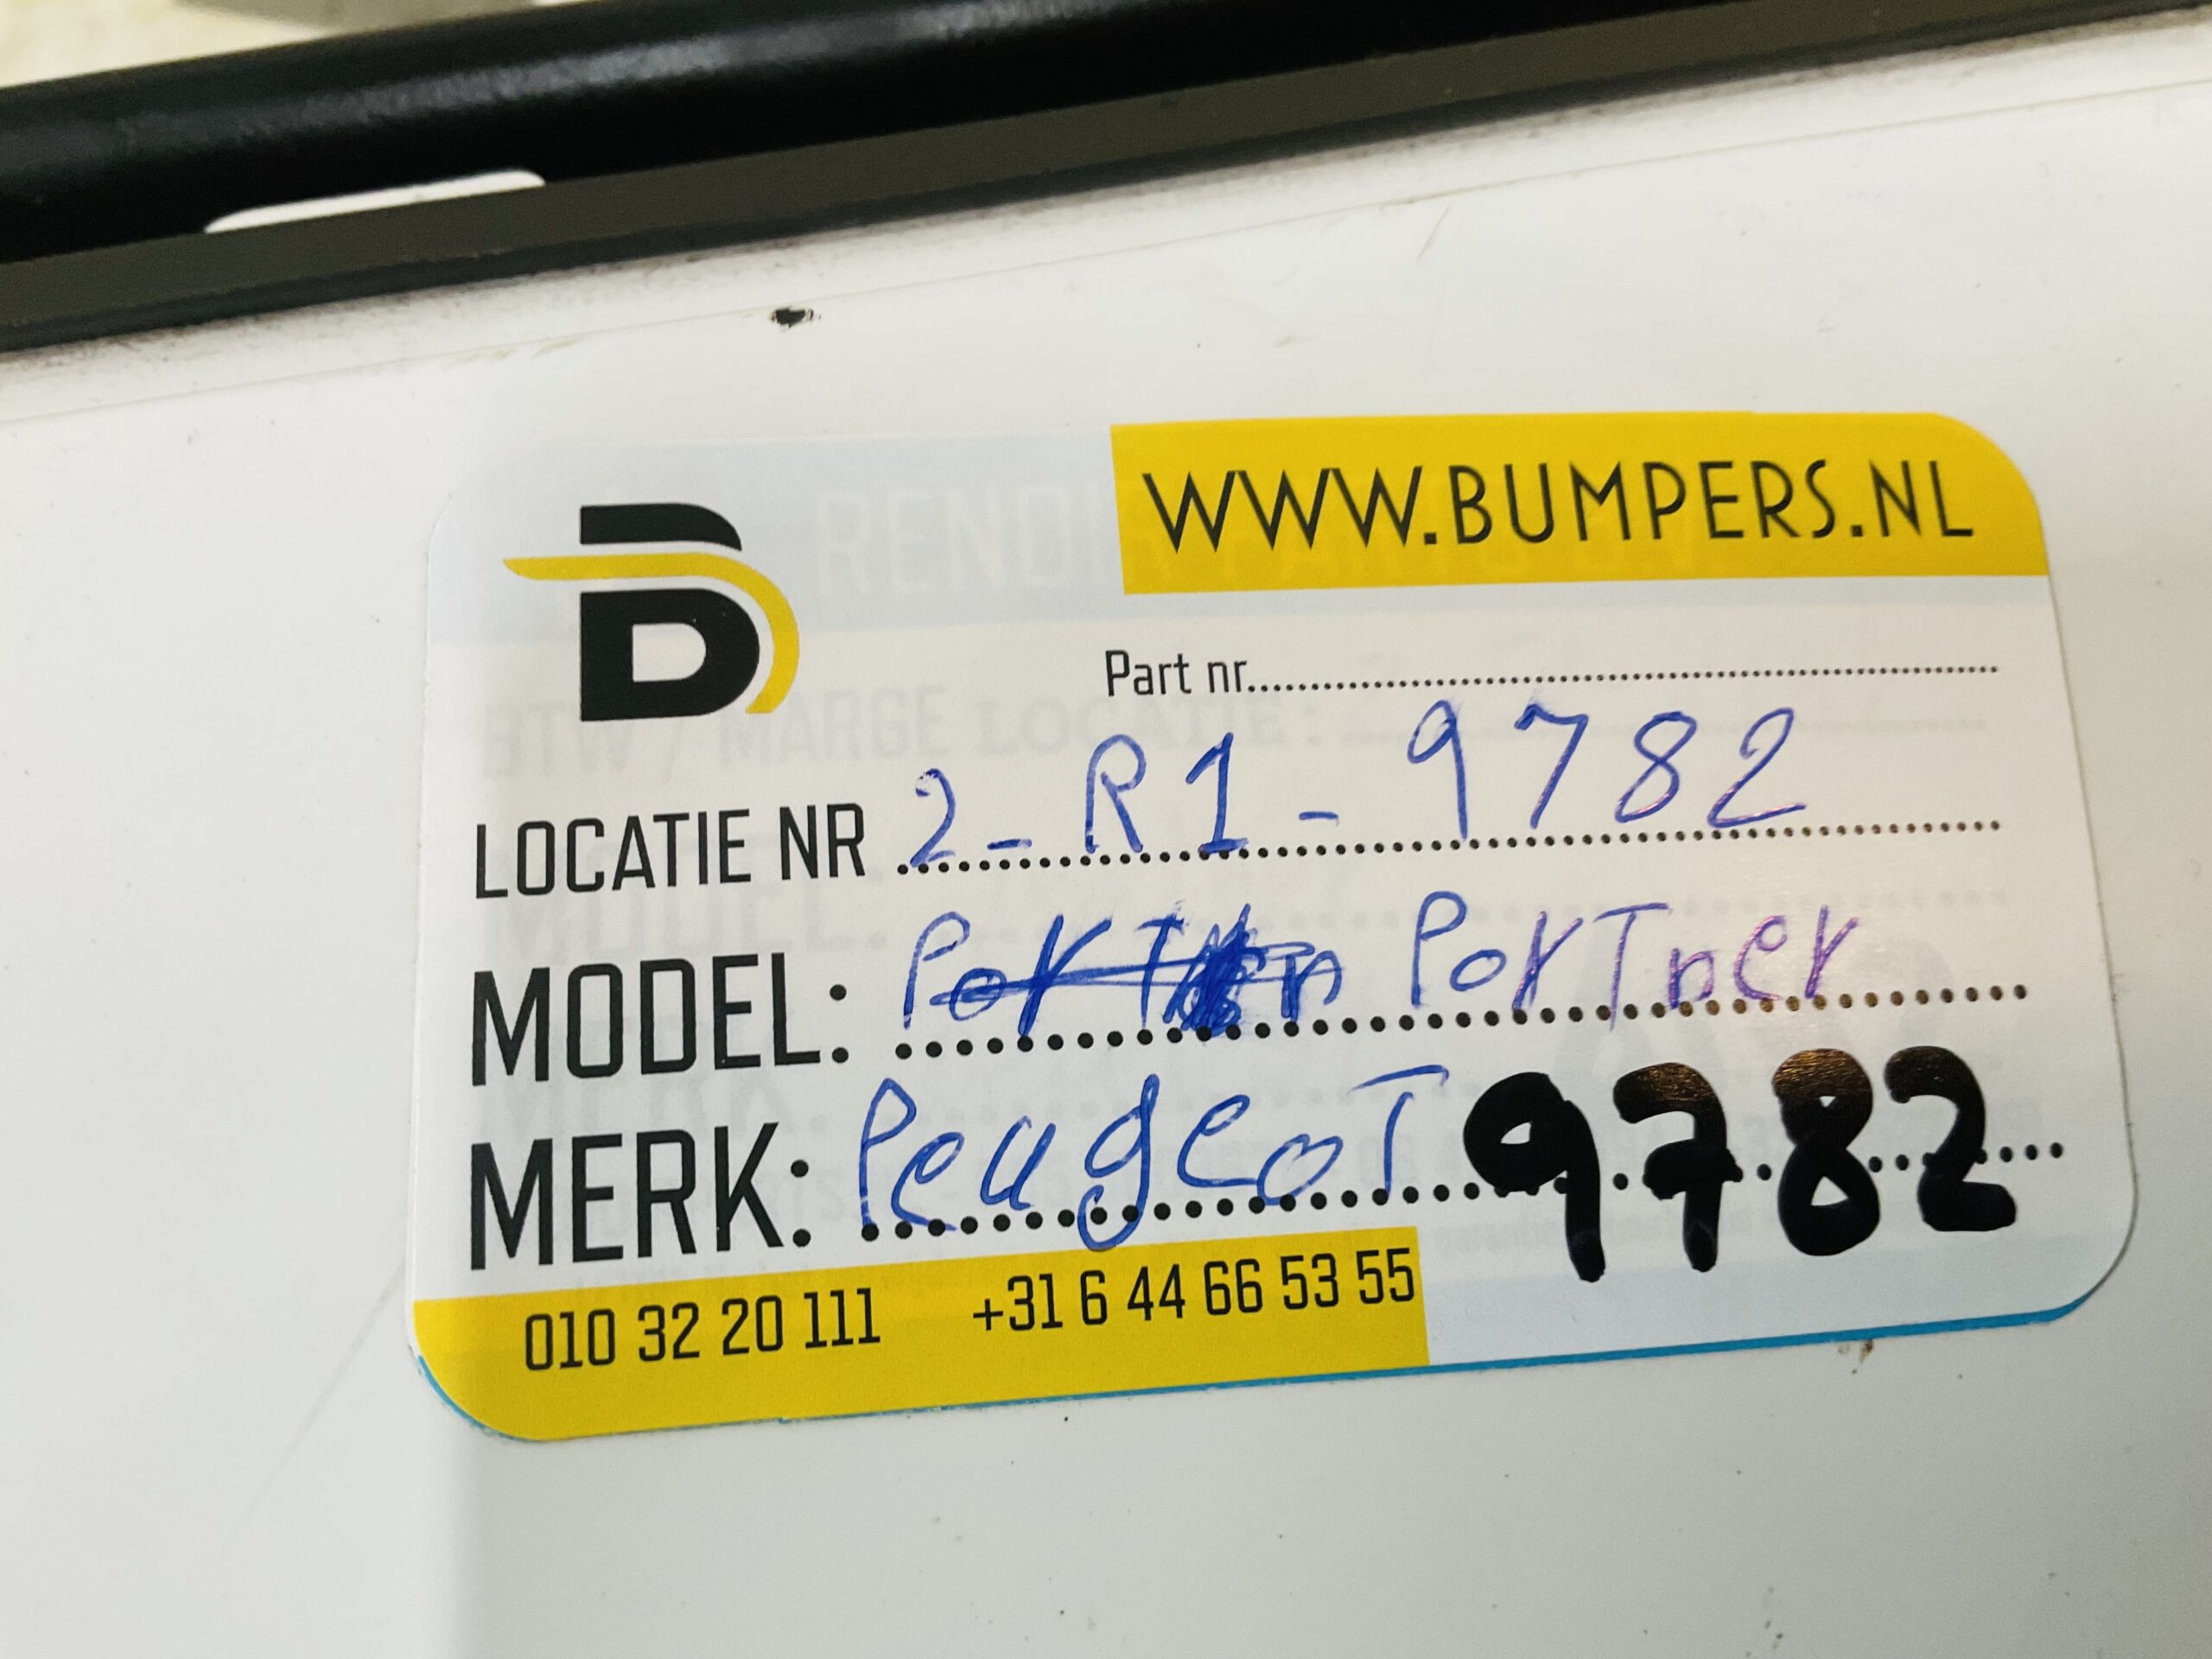 WWW.BUMPERS.NL
Part nr.
LOCATIE NR 2-R1-9782
MODEL: PorTner
MERK: PeugeoT 9782
010 32 20 111 +31 6 44 66 53 55